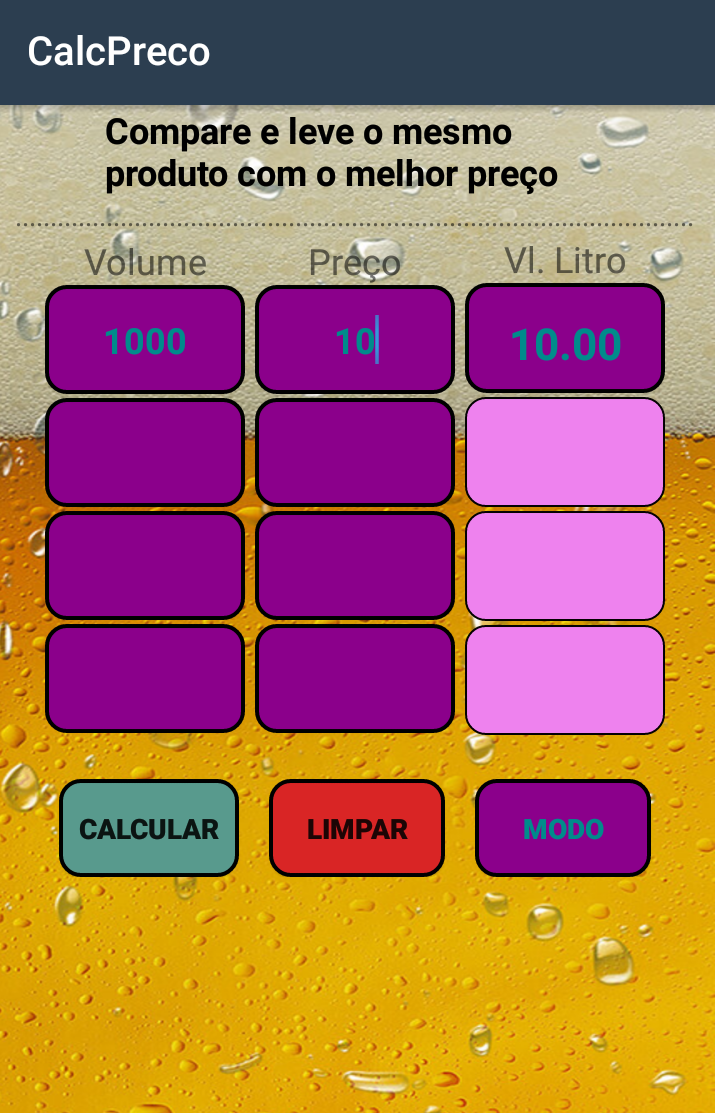 CalcPreco
Compare e leve o mesmo
produto com o melhor preço
Volume Preço Vl. Litro
1000 10 10.00
CALCULAR LIMPAR MODO